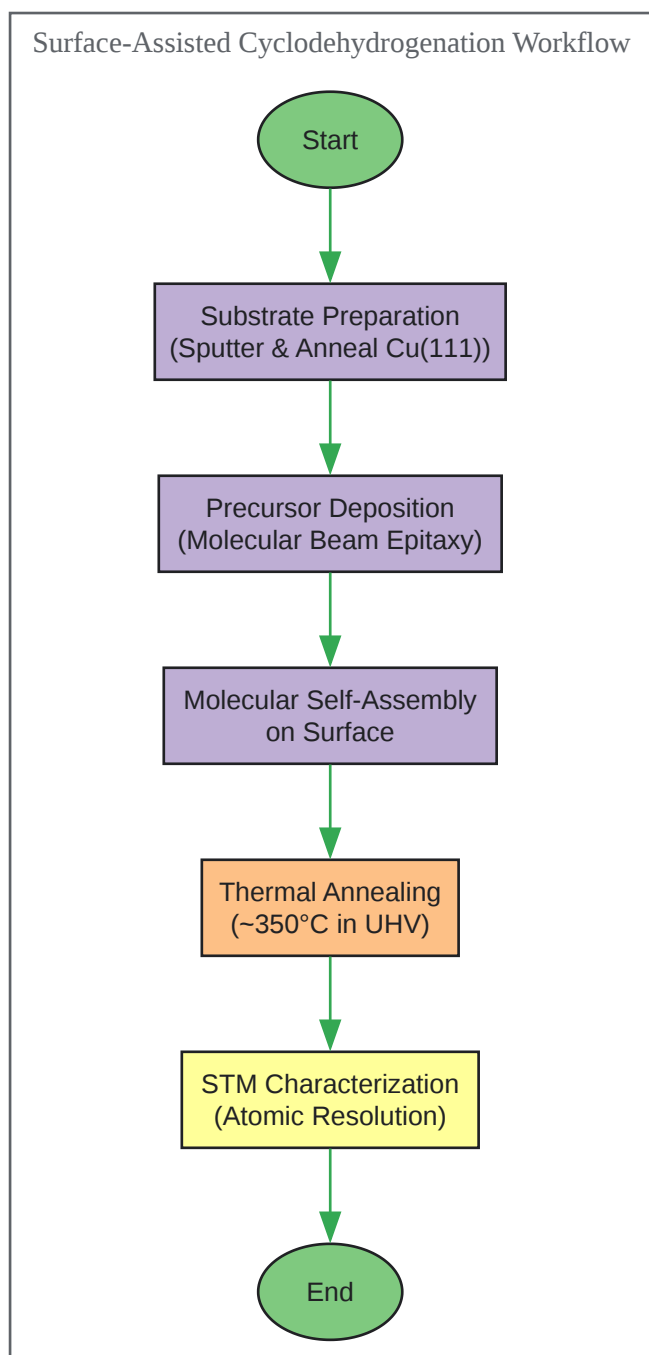 Surface-Assisted Cyclodehydrogenation Workflow
Start
Substrate Preparation
(Sputter & Anneal Cu(111))
Precursor Deposition
(Molecular Beam Epitaxy)
Molecular Self-Assembly
on Surface
Thermal Annealing
(~350°C in UHV)
STM Characterization
(Atomic Resolution)
End